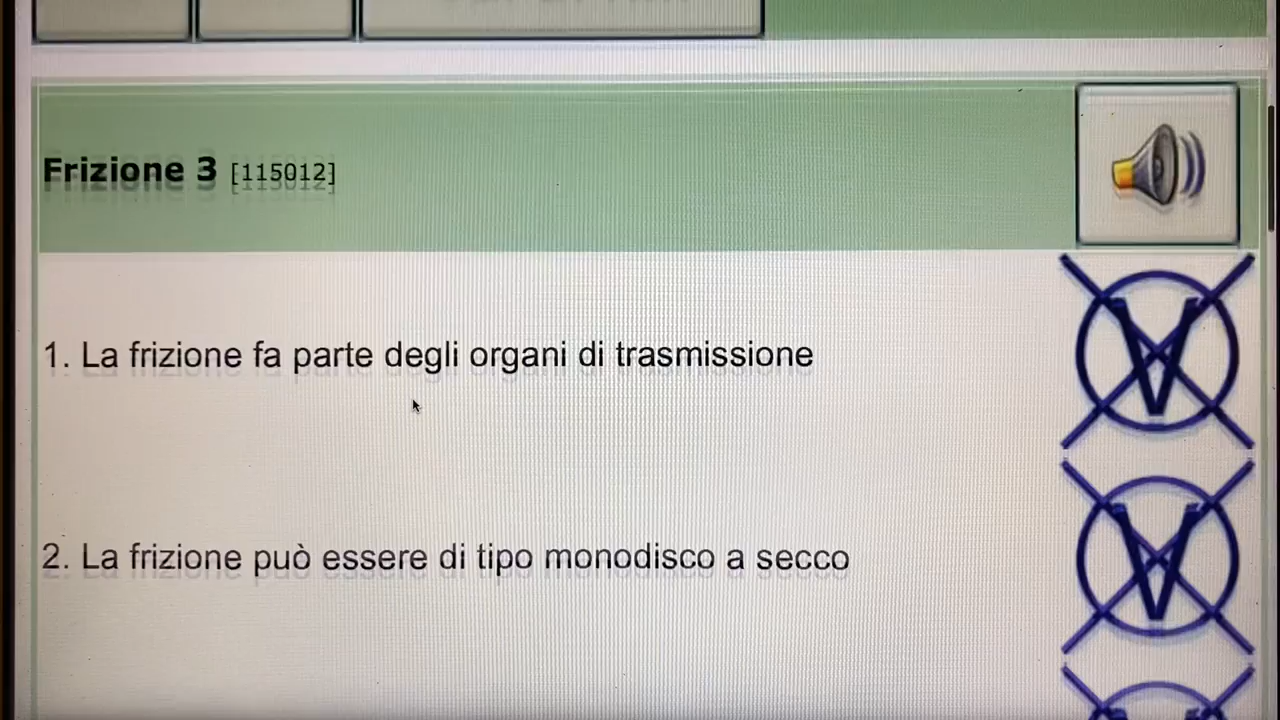 Frizione 3 [115012]
1. La frizione fa parte degli organi di trasmissione
V
2. La frizione può essere di tipo monodisco a secco
V